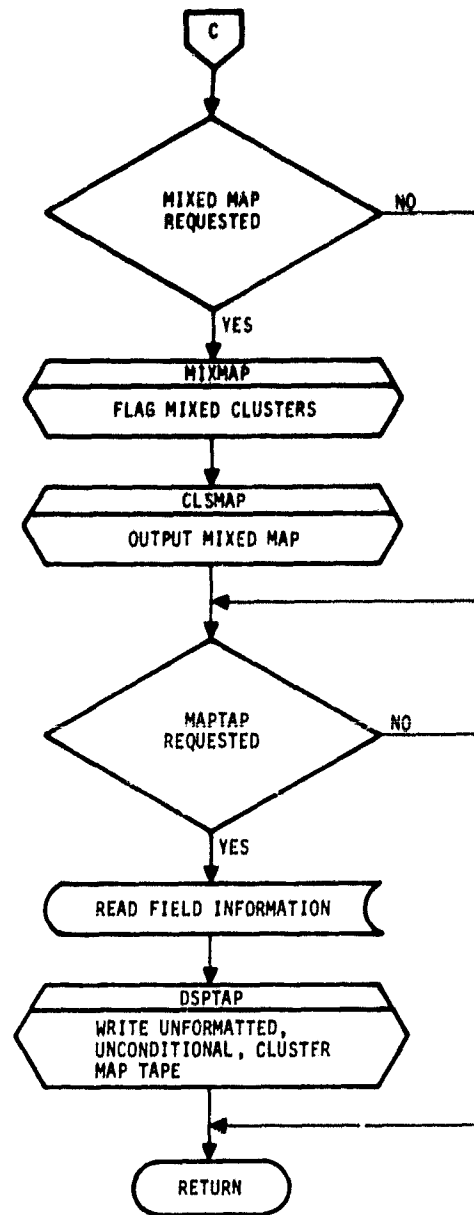 C
MIXED MAP
REQUESTED
NO
YES
MIXMAP
FLAG MIXED CLUSTERS
CLSMAP
OUTPUT MIXED MAP
MAPTAP
REQUESTED
NO
YES
READ FIELD INFORMATION
DSPTAP
WRITE UNFORMATTED,
UNCONDITIONAL, CLUSTER
MAP TAPE
RETURN